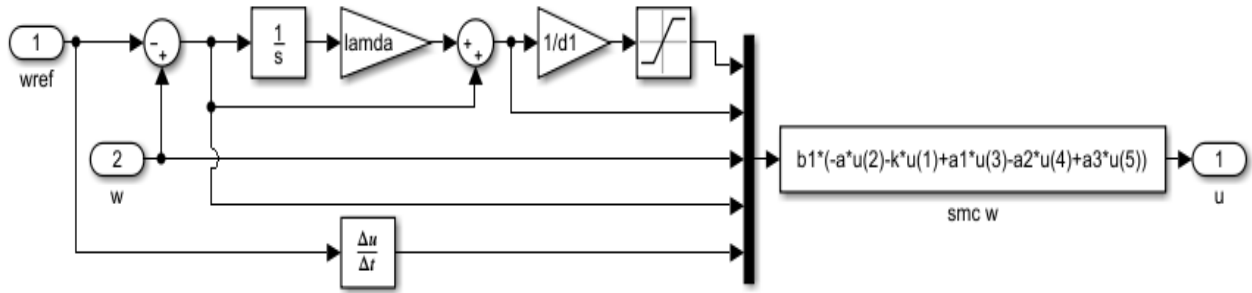 1
wref
−
+
1
s
lamda
+
+
1/d1
2
w
Δu
Δt
b1*(-a*u(2)-k*u(1)+a1*u(3)-a2*u(4)+a3*u(5))
smc w
1
u